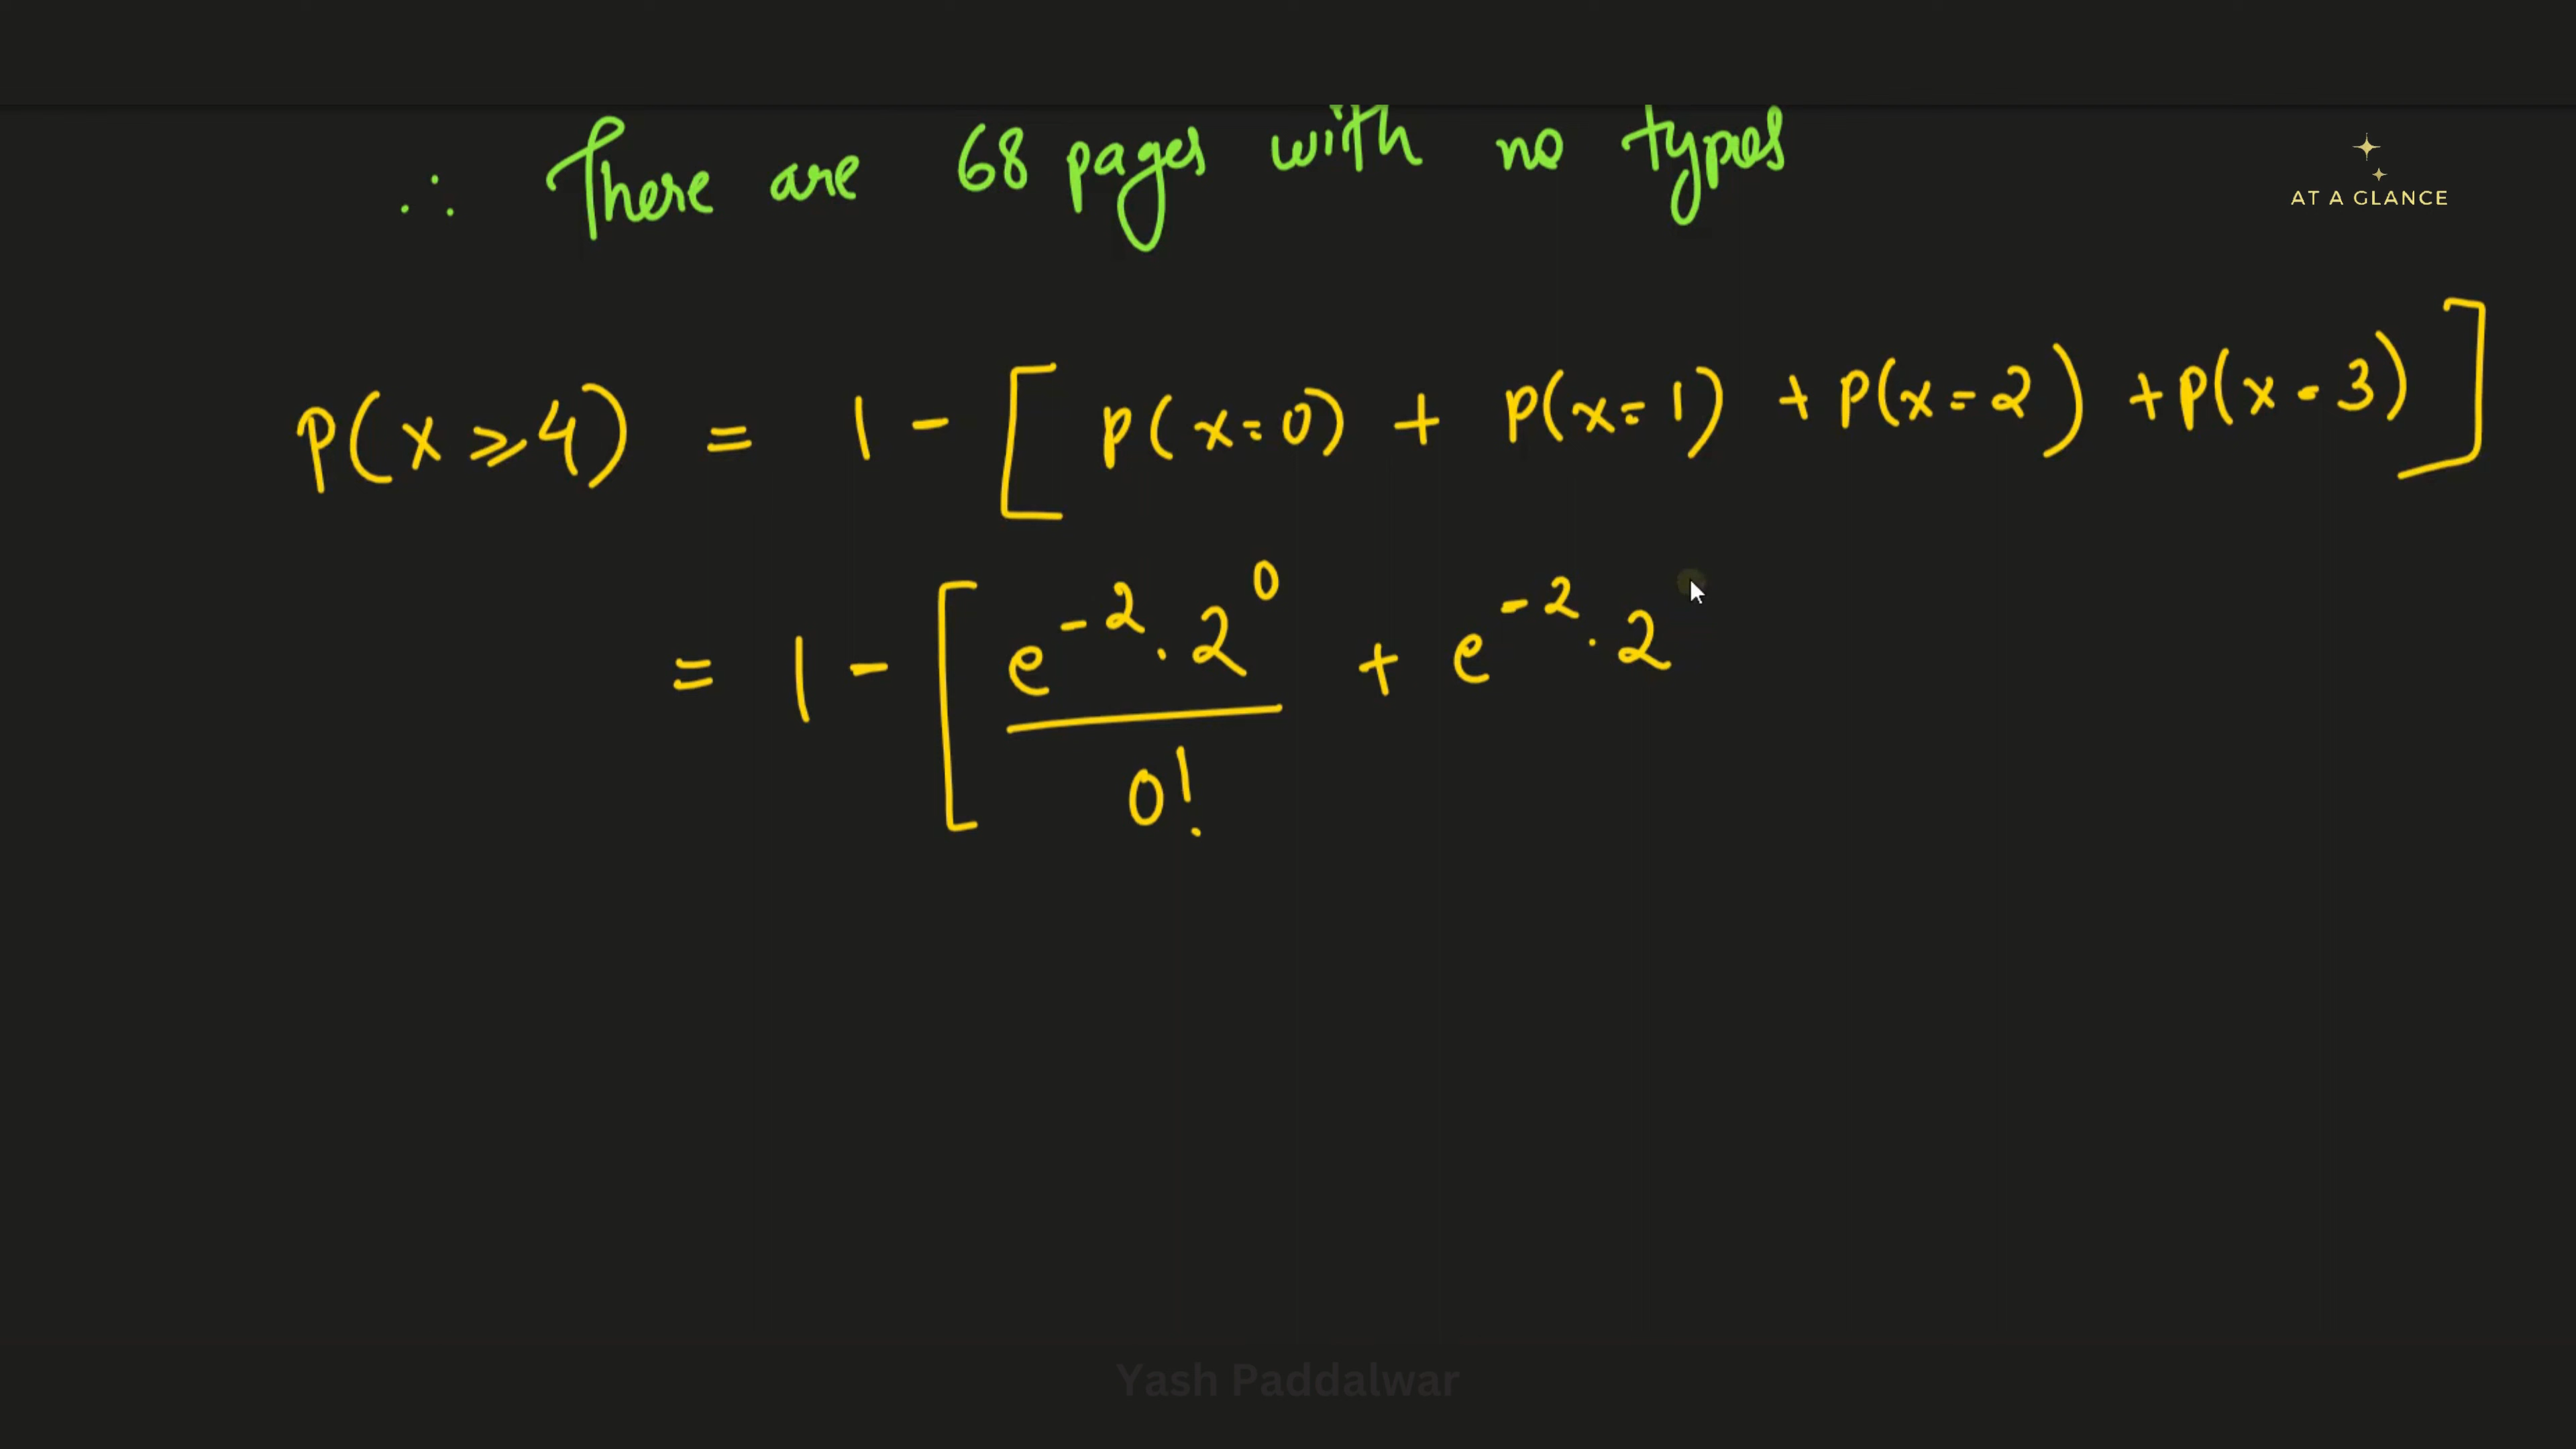 ∴ There are 68 pages with no types
AT A GLANCE
P(x ⩾ 4) = 1 - [ P(x=0) + P(x=1) + P(x=2) + P(x-3) ]
= 1 - [ e^-2 . 2^0 / 0! + e^-2 . 2
Yash Paddalwar